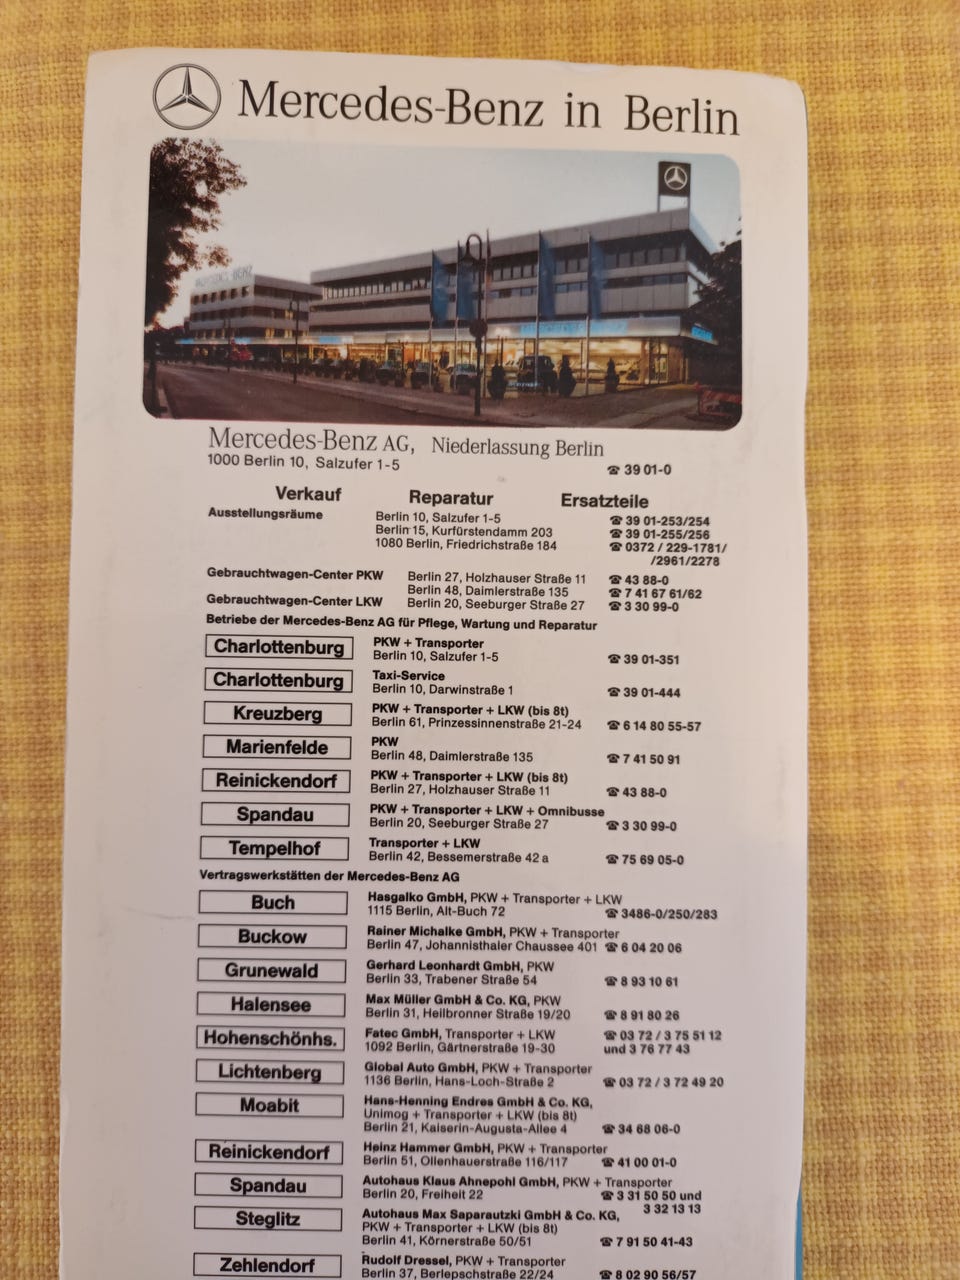 Mercedes-Benz in Berlin
MERCEDES-BENZ
Mercedes-Benz AG, Niederlassung Berlin
1000 Berlin 10, Salzufer 1-5 ☎ 39 01-0
Verkauf Reparatur Ersatzteile
Ausstellungsräume Berlin 10, Salzufer 1-5 ☎ 39 01-253/254
Berlin 15, Kurfürstendamm 203 ☎ 39 01-255/256
1080 Berlin, Friedrichstraße 184 ☎ 0372 / 229-1781/
/2961/2278
Gebrauchtwagen-Center PKW Berlin 27, Holzhauser Straße 11 ☎ 43 88-0
Berlin 48, Daimlerstraße 135 ☎ 7 41 67 61/62
Gebrauchtwagen-Center LKW Berlin 20, Seeburger Straße 27 ☎ 3 30 99-0
Betriebe der Mercedes-Benz AG für Pflege, Wartung und Reparatur
Charlottenburg PKW + Transporter
Berlin 10, Salzufer 1-5 ☎ 39 01-351
Charlottenburg Taxi-Service
Berlin 10, Darwinstraße 1 ☎ 39 01-444
Kreuzberg PKW + Transporter + LKW (bis 8t)
Berlin 61, Prinzessinnenstraße 21-24 ☎ 6 14 80 55-57
Marienfelde PKW
Berlin 48, Daimlerstraße 135 ☎ 7 41 50 91
Reinickendorf PKW + Transporter + LKW (bis 8t)
Berlin 27, Holzhauser Straße 11 ☎ 43 88-0
Spandau PKW + Transporter + LKW + Omnibusse
Berlin 20, Seeburger Straße 27 ☎ 3 30 99-0
Tempelhof Transporter + LKW
Berlin 42, Bessemerstraße 42 a ☎ 75 69 05-0
Vertragswerkstätten der Mercedes-Benz AG
Buch Hasgalko GmbH, PKW + Transporter + LKW
1115 Berlin, Alt-Buch 72 ☎ 3486-0/250/283
Buckow Rainer Michalke GmbH, PKW + Transporter
Berlin 47, Johannisthaler Chaussee 401 ☎ 6 04 20 06
Grunewald Gerhard Leonhardt GmbH, PKW
Berlin 33, Trabener Straße 54 ☎ 8 93 10 61
Halensee Max Müller GmbH & Co. KG, PKW
Berlin 31, Heilbronner Straße 19/20 ☎ 8 91 80 26
Hohenschönhs. Fatec GmbH, Transporter + LKW ☎ 03 72 / 3 75 51 12
1092 Berlin, Gärtnerstraße 19-30 und 3 76 77 43
Lichtenberg Global Auto GmbH, PKW + Transporter
1136 Berlin, Hans-Loch-Straße 2 ☎ 03 72 / 3 72 49 20
Moabit Hans-Henning Endres GmbH & Co. KG,
Unimog + Transporter + LKW (bis 8t)
Berlin 21, Kaiserin-Augusta-Allee 4 ☎ 34 68 06-0
Reinickendorf Heinz Hammer GmbH, PKW + Transporter
Berlin 51, Ollenhauerstraße 116/117 ☎ 41 00 01-0
Spandau Autohaus Klaus Ahnepohl GmbH, PKW + Transporter
Berlin 20, Freiheit 22 ☎ 3 31 50 50 und
3 32 13 13
Steglitz Autohaus Max Saparautzki GmbH & Co. KG,
PKW + Transporter + LKW (bis 8t)
Berlin 41, Körnerstraße 50/51 ☎ 7 91 50 41-43
Zehlendorf Rudolf Dressel, PKW + Transporter
Berlin 37, Berlepschstraße 22/24 ☎ 8 02 90 56/57